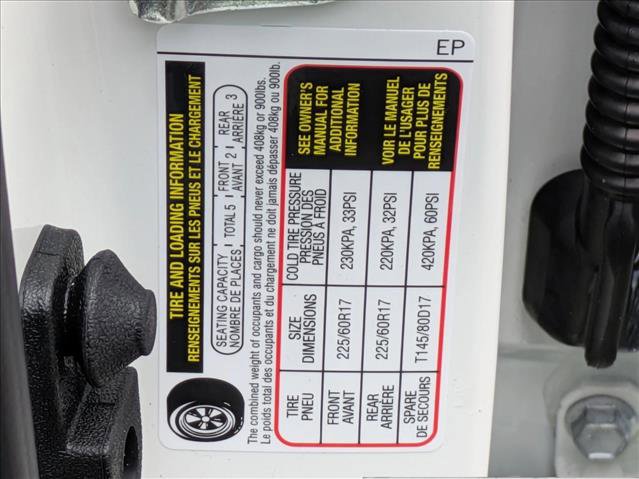 EP
TIRE AND LOADING INFORMATION
RENSEIGNEMENTS SUR LES PNEUS ET LE CHARGEMENT
SEATING CAPACITY
NOMBRE DE PLACES
TOTAL 5
FRONT
AVANT 2
REAR
ARRIÈRE 3
The combined weight of occupants and cargo should never exceed 408kg or 900lbs.
Le poids total des occupants et du chargement ne doit jamais dépasser 408kg ou 900lb.
TIRE
PNEU
SIZE
DIMENSIONS
COLD TIRE PRESSURE
PRESSION DES
PNEUS À FROID
FRONT
AVANT
225/60R17
230KPA, 33PSI
REAR
ARRIÈRE
225/60R17
220KPA, 32PSI
SPARE
DE SECOURS
T145/80D17
420KPA, 60PSI
SEE OWNER'S
MANUAL FOR
ADDITIONAL
INFORMATION
VOIR LE MANUEL
DE L'USAGER
POUR PLUS DE
RENSEIGNEMENTS